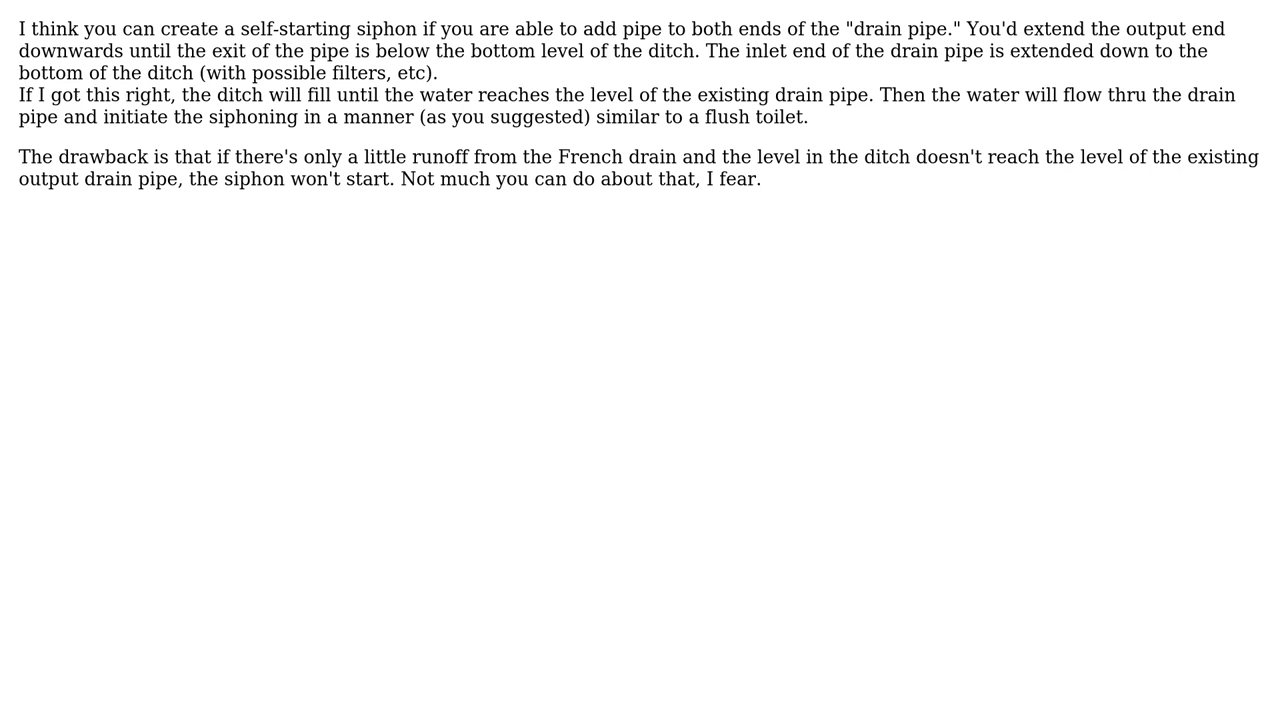 I think you can create a self-starting siphon if you are able to add pipe to both ends of the "drain pipe." You'd extend the output end
downwards until the exit of the pipe is below the bottom level of the ditch. The inlet end of the drain pipe is extended down to the
bottom of the ditch (with possible filters, etc).
If I got this right, the ditch will fill until the water reaches the level of the existing drain pipe. Then the water will flow thru the drain
pipe and initiate the siphoning in a manner (as you suggested) similar to a flush toilet.
The drawback is that if there's only a little runoff from the French drain and the level in the ditch doesn't reach the level of the existing
output drain pipe, the siphon won't start. Not much you can do about that, I fear.